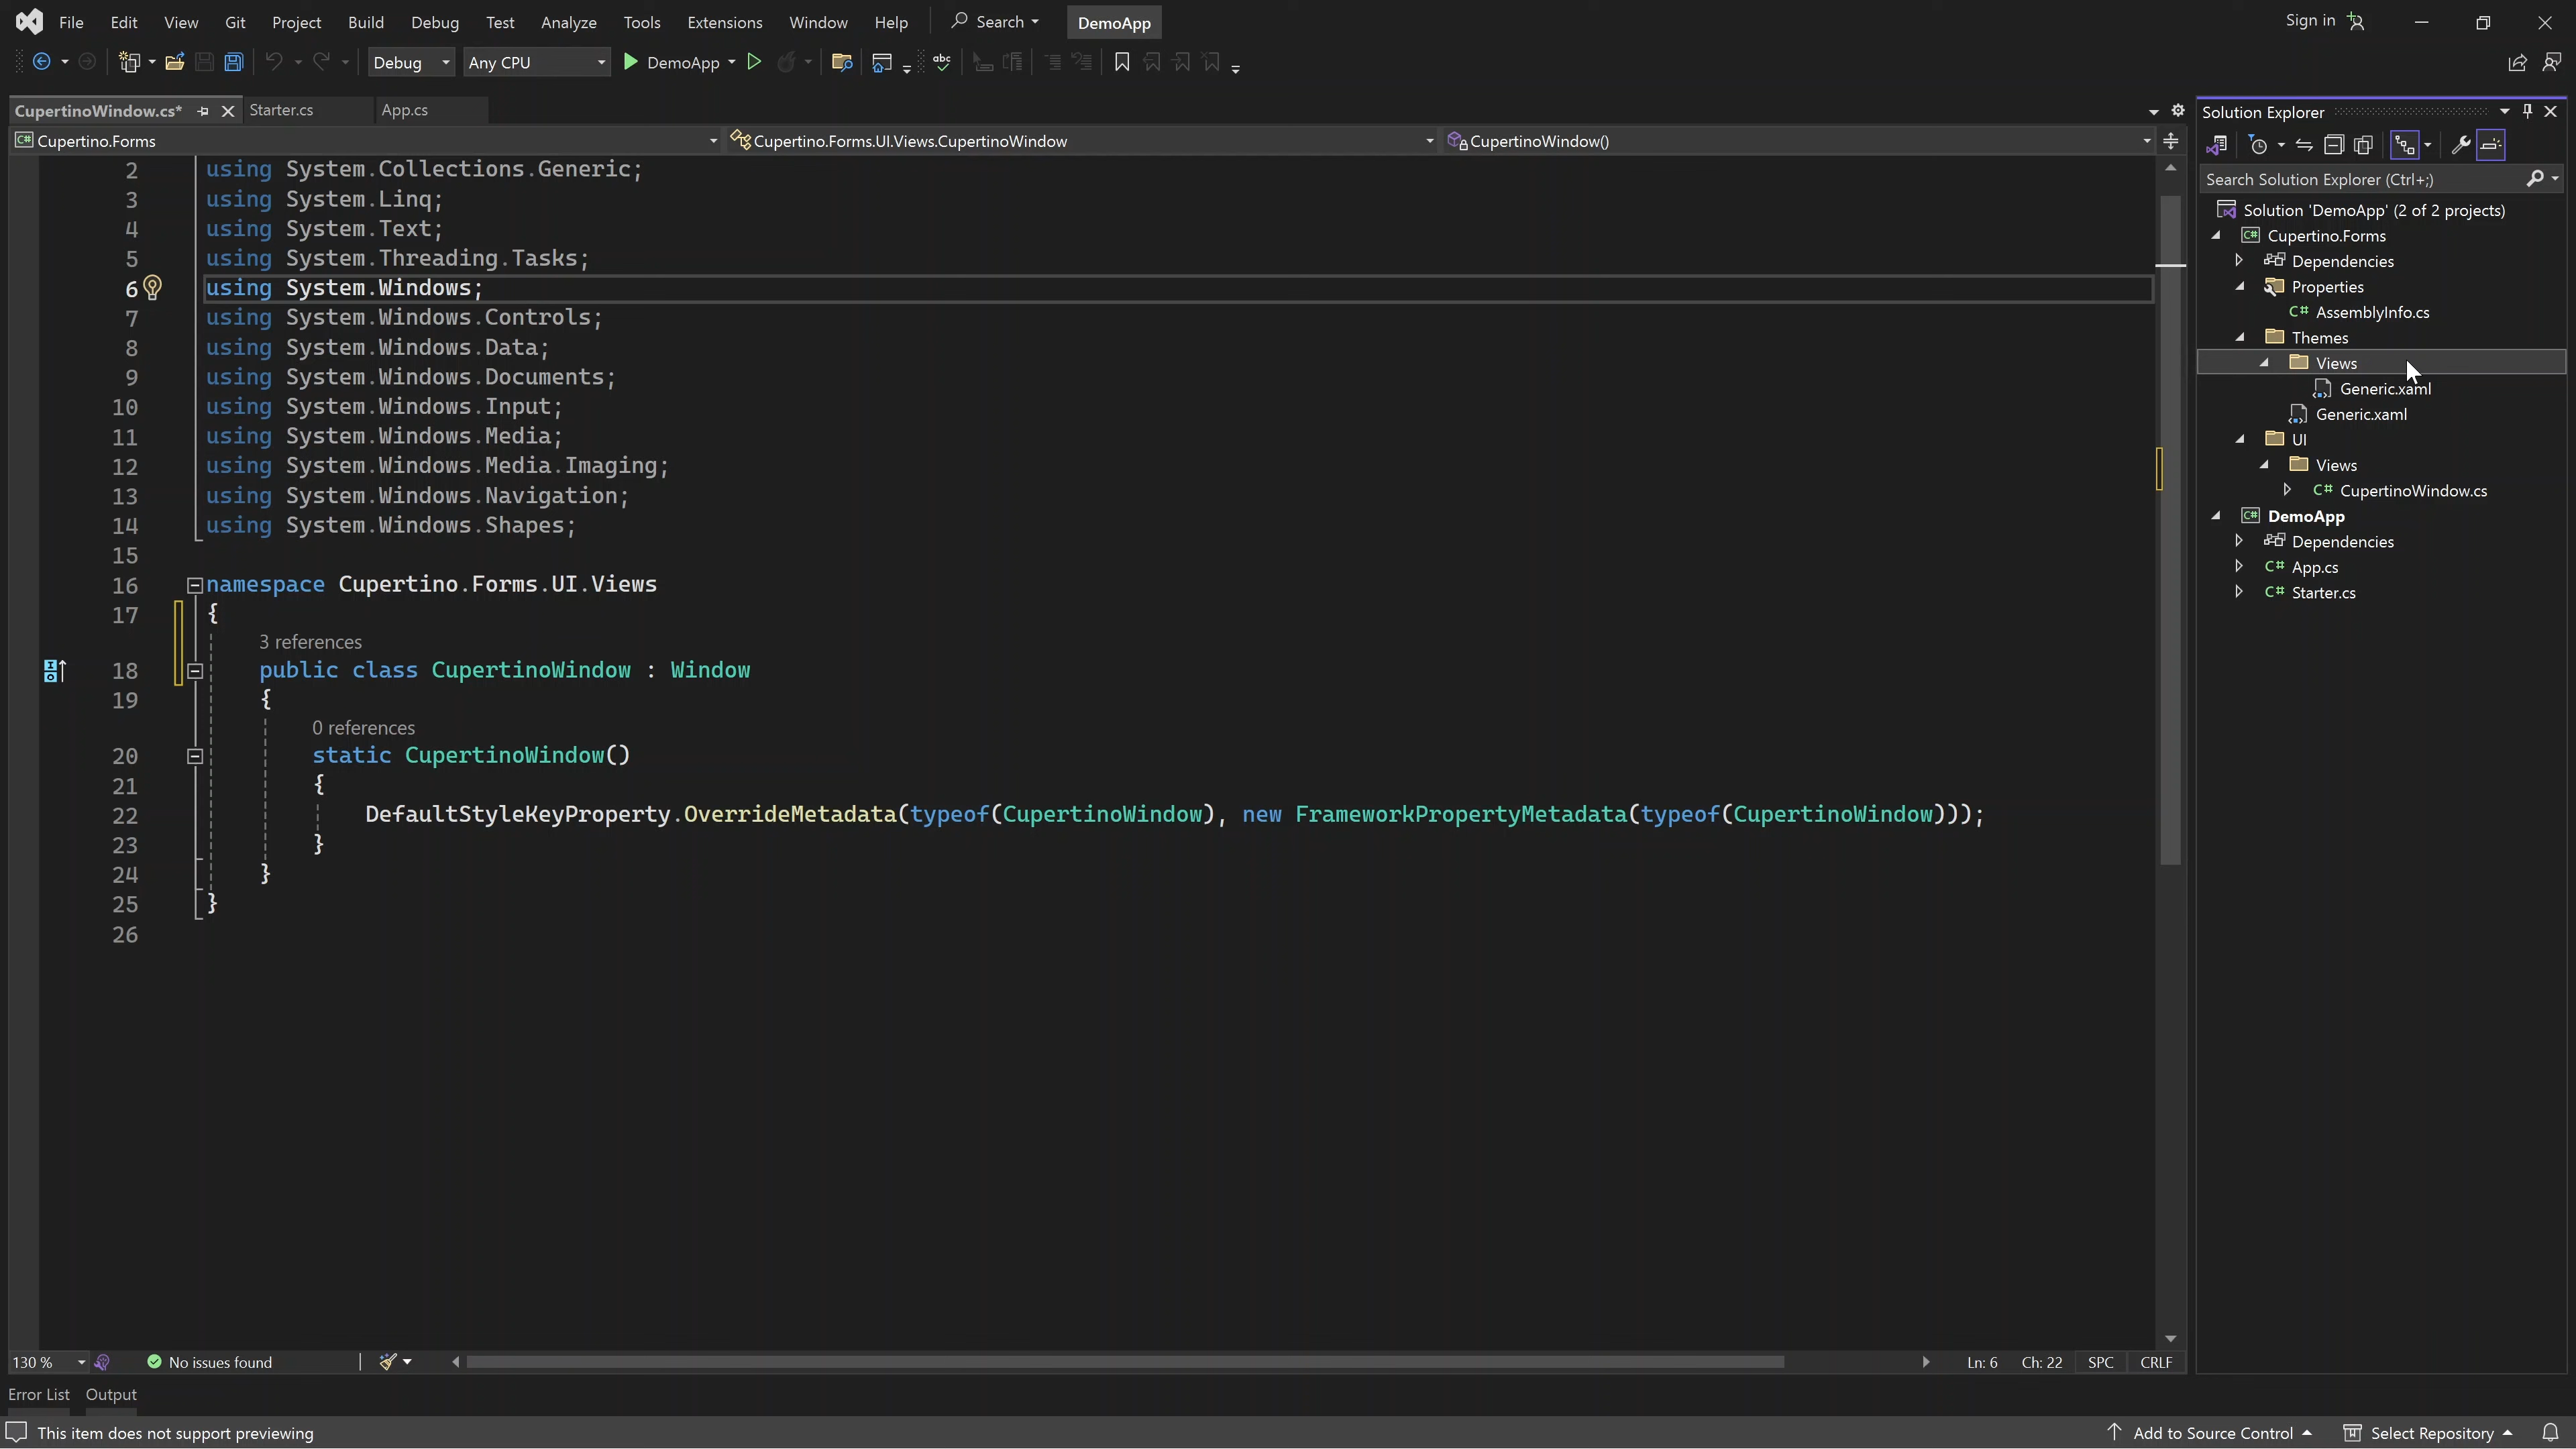 File Edit View Git Project Build Debug Test Analyze Tools Extensions Window Help Search DemoApp Sign in
Debug Any CPU DemoApp abc
CupertinoWindow.cs* Starter.cs App.cs
Cupertino.Forms Cupertino.Forms.UI.Views.CupertinoWindow CupertinoWindow()
2 using System.Collections.Generic;
3 using System.Linq;
4 using System.Text;
5 using System.Threading.Tasks;
6 using System.Windows;
7 using System.Windows.Controls;
8 using System.Windows.Data;
9 using System.Windows.Documents;
10 using System.Windows.Input;
11 using System.Windows.Media;
12 using System.Windows.Media.Imaging;
13 using System.Windows.Navigation;
14 using System.Windows.Shapes;
15
16 namespace Cupertino.Forms.UI.Views
17 {
3 references
18 public class CupertinoWindow : Window
19 {
0 references
20 static CupertinoWindow()
21 {
22 DefaultStyleKeyProperty.OverrideMetadata(typeof(CupertinoWindow), new FrameworkPropertyMetadata(typeof(CupertinoWindow)));
23 }
24 }
25 }
26
130 % No issues found Ln: 6 Ch: 22 SPC CRLF
Error List Output
This item does not support previewing Add to Source Control Select Repository
Solution Explorer
Search Solution Explorer (Ctrl+;)
Solution 'DemoApp' (2 of 2 projects)
C# Cupertino.Forms
Dependencies
Properties
C# AssemblyInfo.cs
Themes
Views
Generic.xaml
Generic.xaml
UI
Views
C# CupertinoWindow.cs
C# DemoApp
Dependencies
C# App.cs
C# Starter.cs